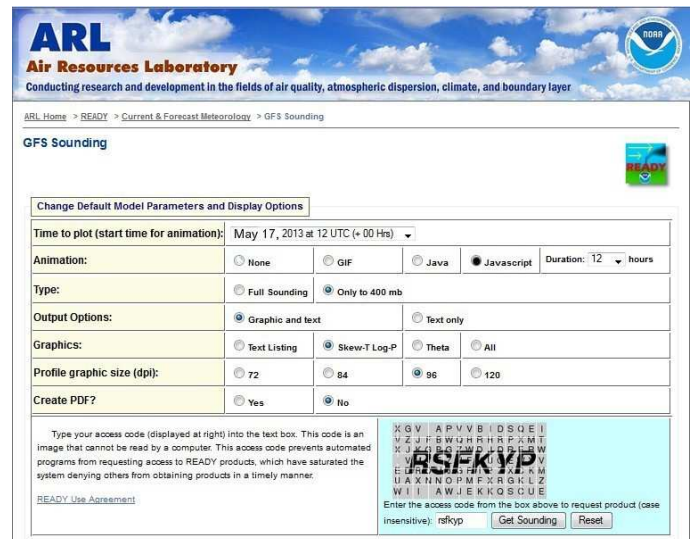 ARL
NOAA
Air Resources Laboratory
Conducting research and development in the fields of air quality, atmospheric dispersion, climate, and boundary layer
ARL Home > READY > Current & Forecast Meteorology > GFS Sounding
GFS Sounding
READY
Change Default Model Parameters and Display Options
Time to plot (start time for animation): May 17, 2013 at 12 UTC (+ 00 Hrs)
Animation: None GIF Java Javascript Duration: 12 hours
Type: Full Sounding Only to 400 mb
Output Options: Graphic and text Text only
Graphics: Text Listing Skew-T Log-P Theta All
Profile graphic size (dpi): 72 84 96 120
Create PDF? Yes No
Type your access code (displayed at right) into the text box. This code is an
image that cannot be read by a computer. This access code prevents automated
programs from requesting access to READY products, which have saturated the
system denying others from obtaining products in a timely manner.
READY Use Agreement
RSFKYP
Enter the access code from the box above to request product (case
insensitive): rsfkyp Get Sounding Reset